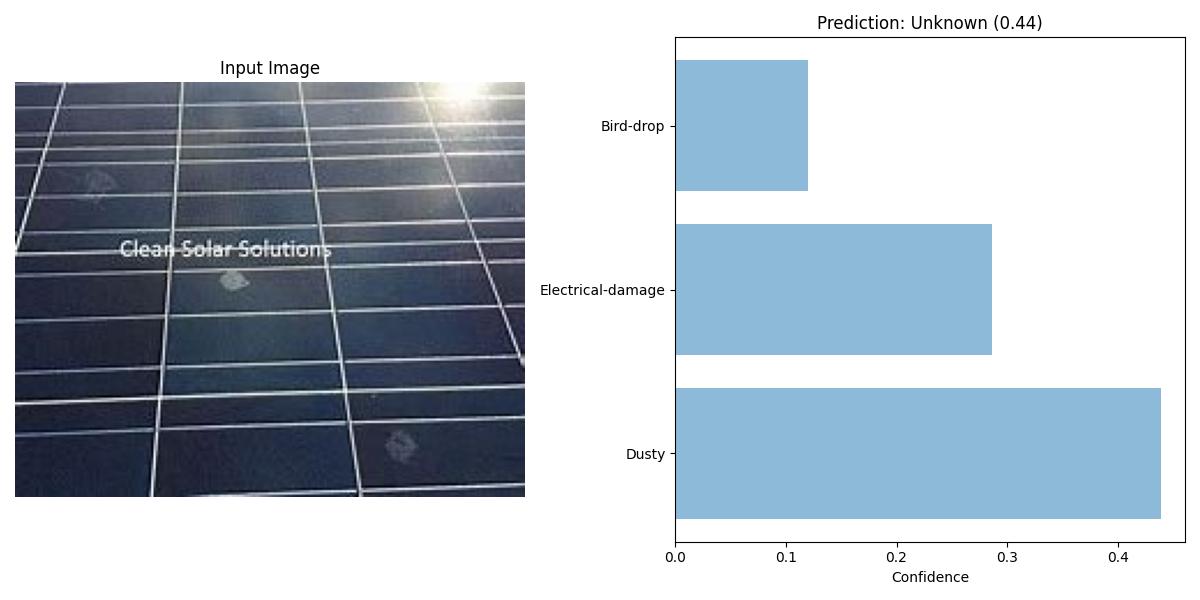 Input Image
Clean Solar Solutions
Prediction: Unknown (0.44)
Bird-drop
Electrical-damage
Dusty
0.0 0.1 0.2 0.3 0.4
Confidence